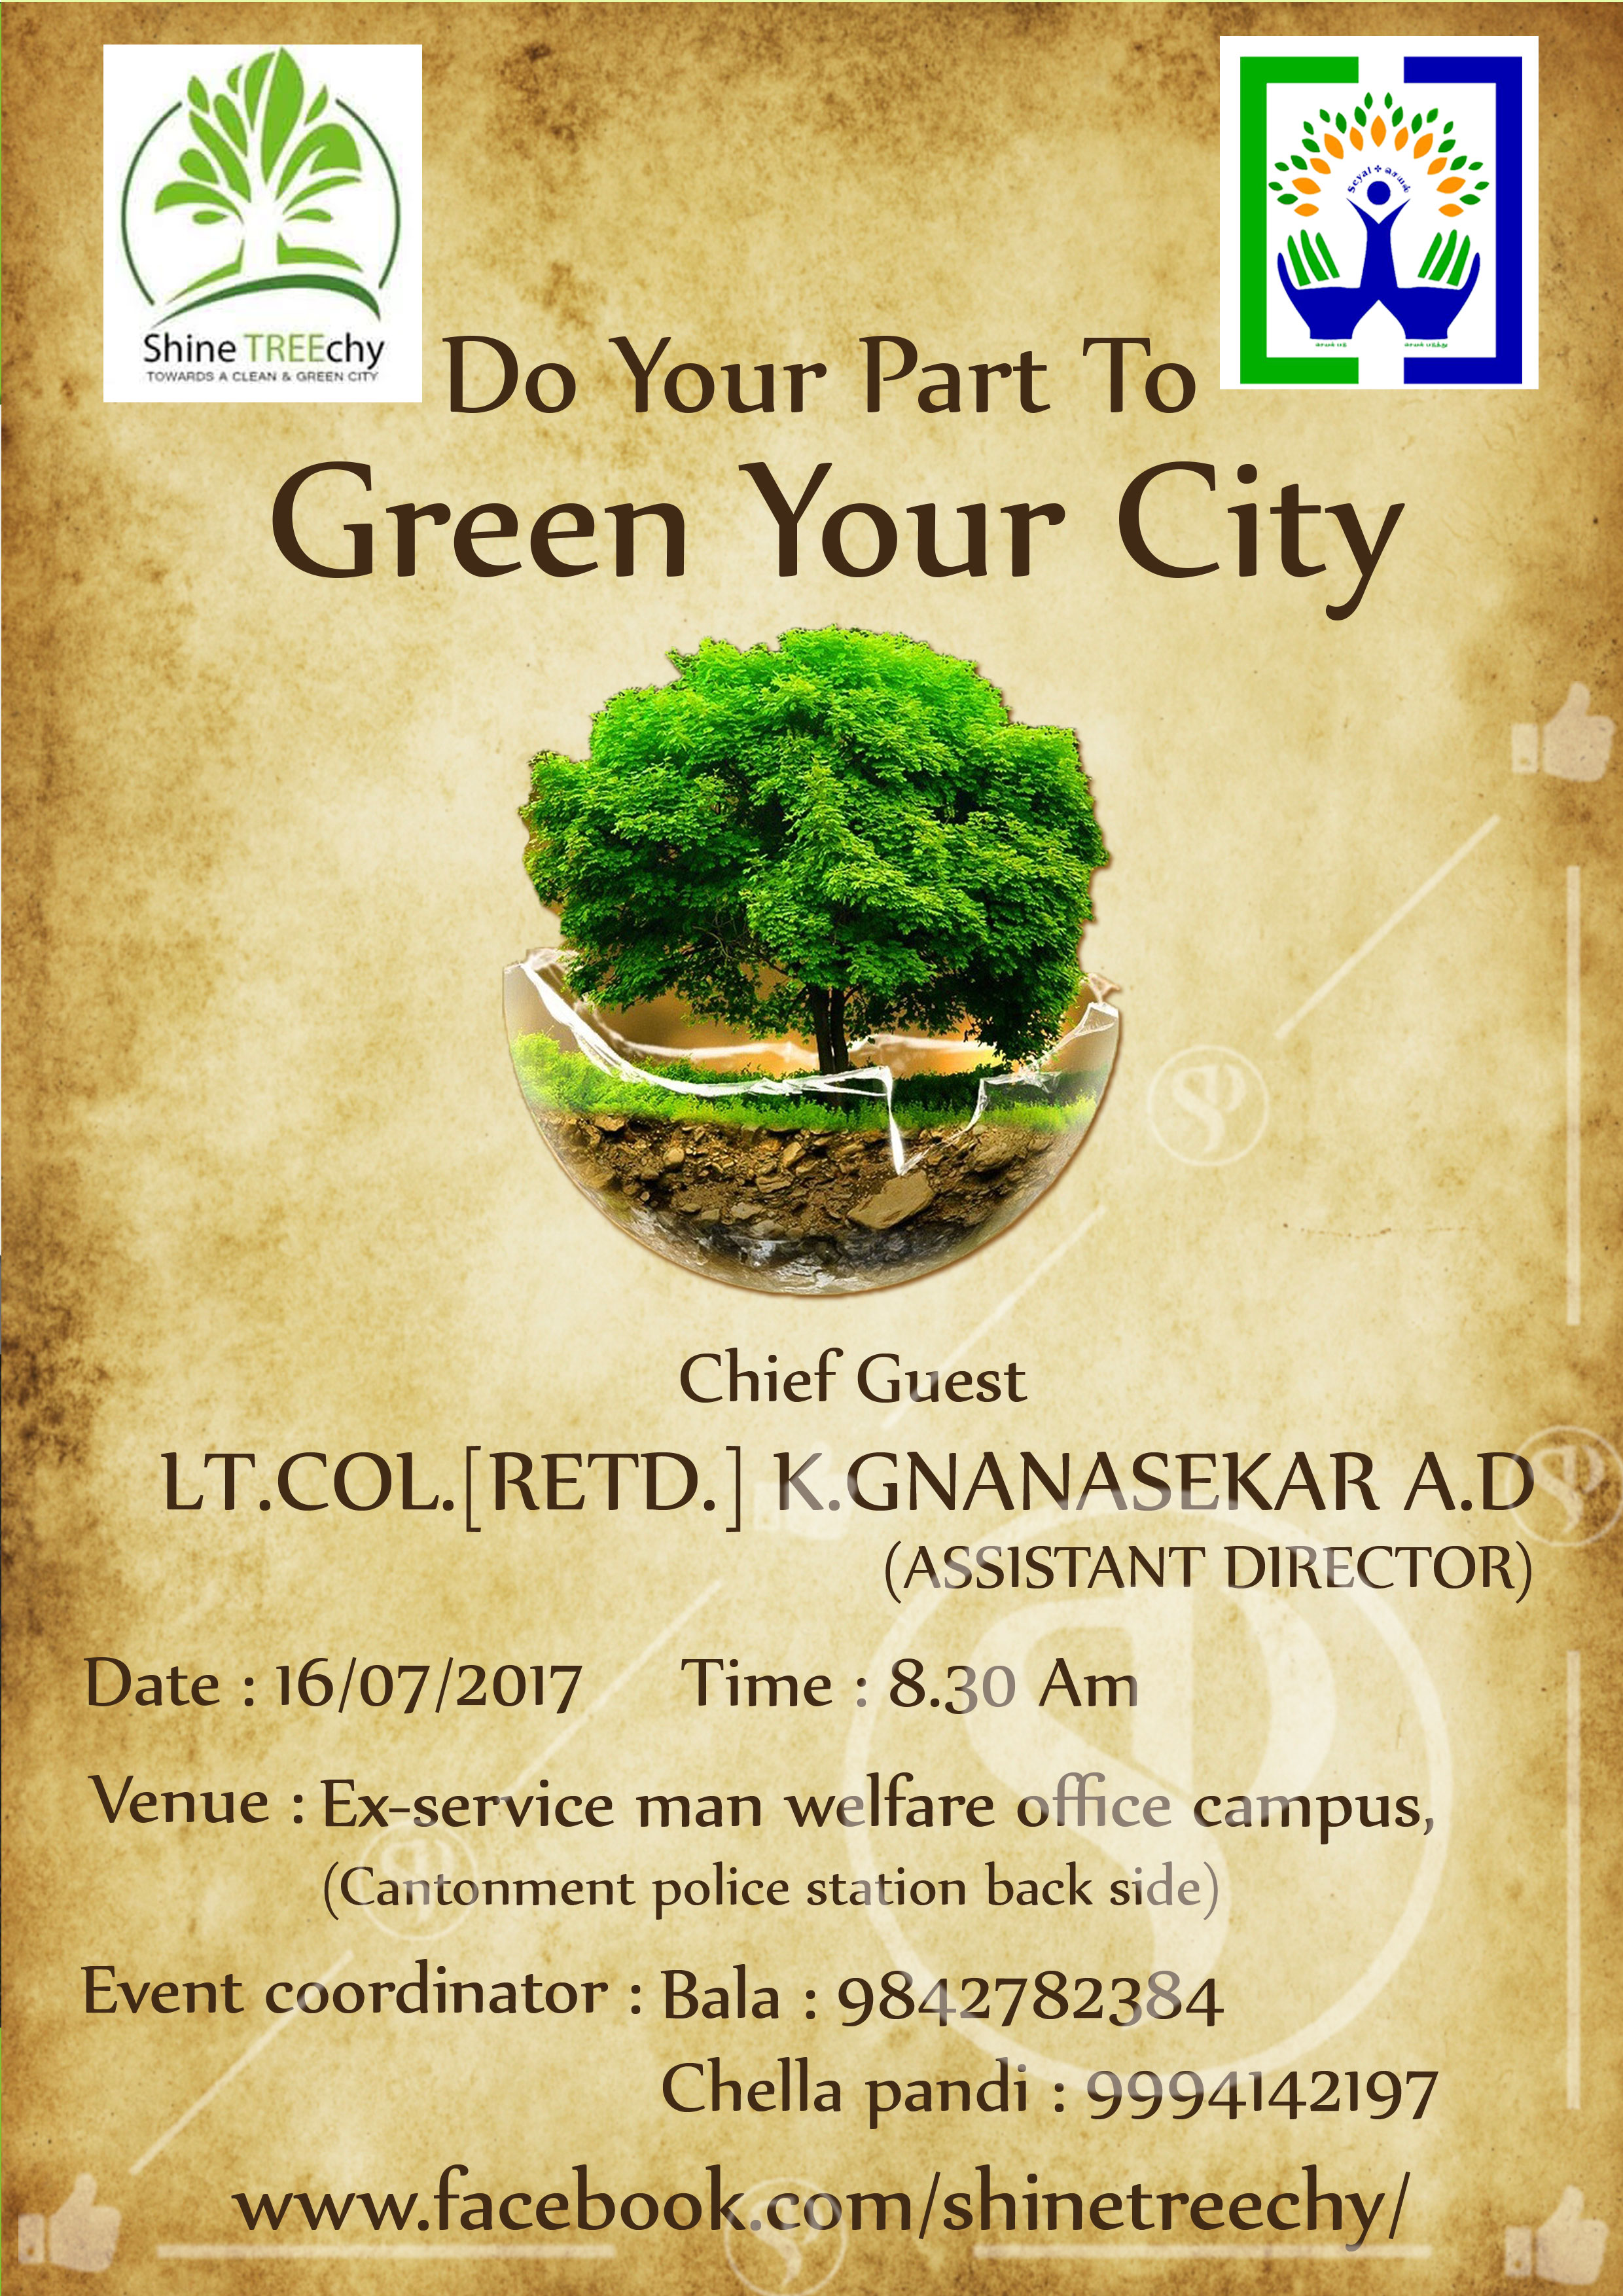 Shine TREEchy
TOWARDS A CLEAN & GREEN CITY
Seyal
செயல்
Do Your Part To
Green Your City
Chief Guest
LT.COL.[RETD.] K.GNANASEKAR A.D
(ASSISTANT DIRECTOR)
Date : 16/07/2017 Time : 8.30 Am
Venue : Ex-service man welfare office campus,
(Cantonment police station back side)
Event coordinator : Bala : 9842782384
Chella pandi : 9994142197
www.facebook.com/shinetreechy/